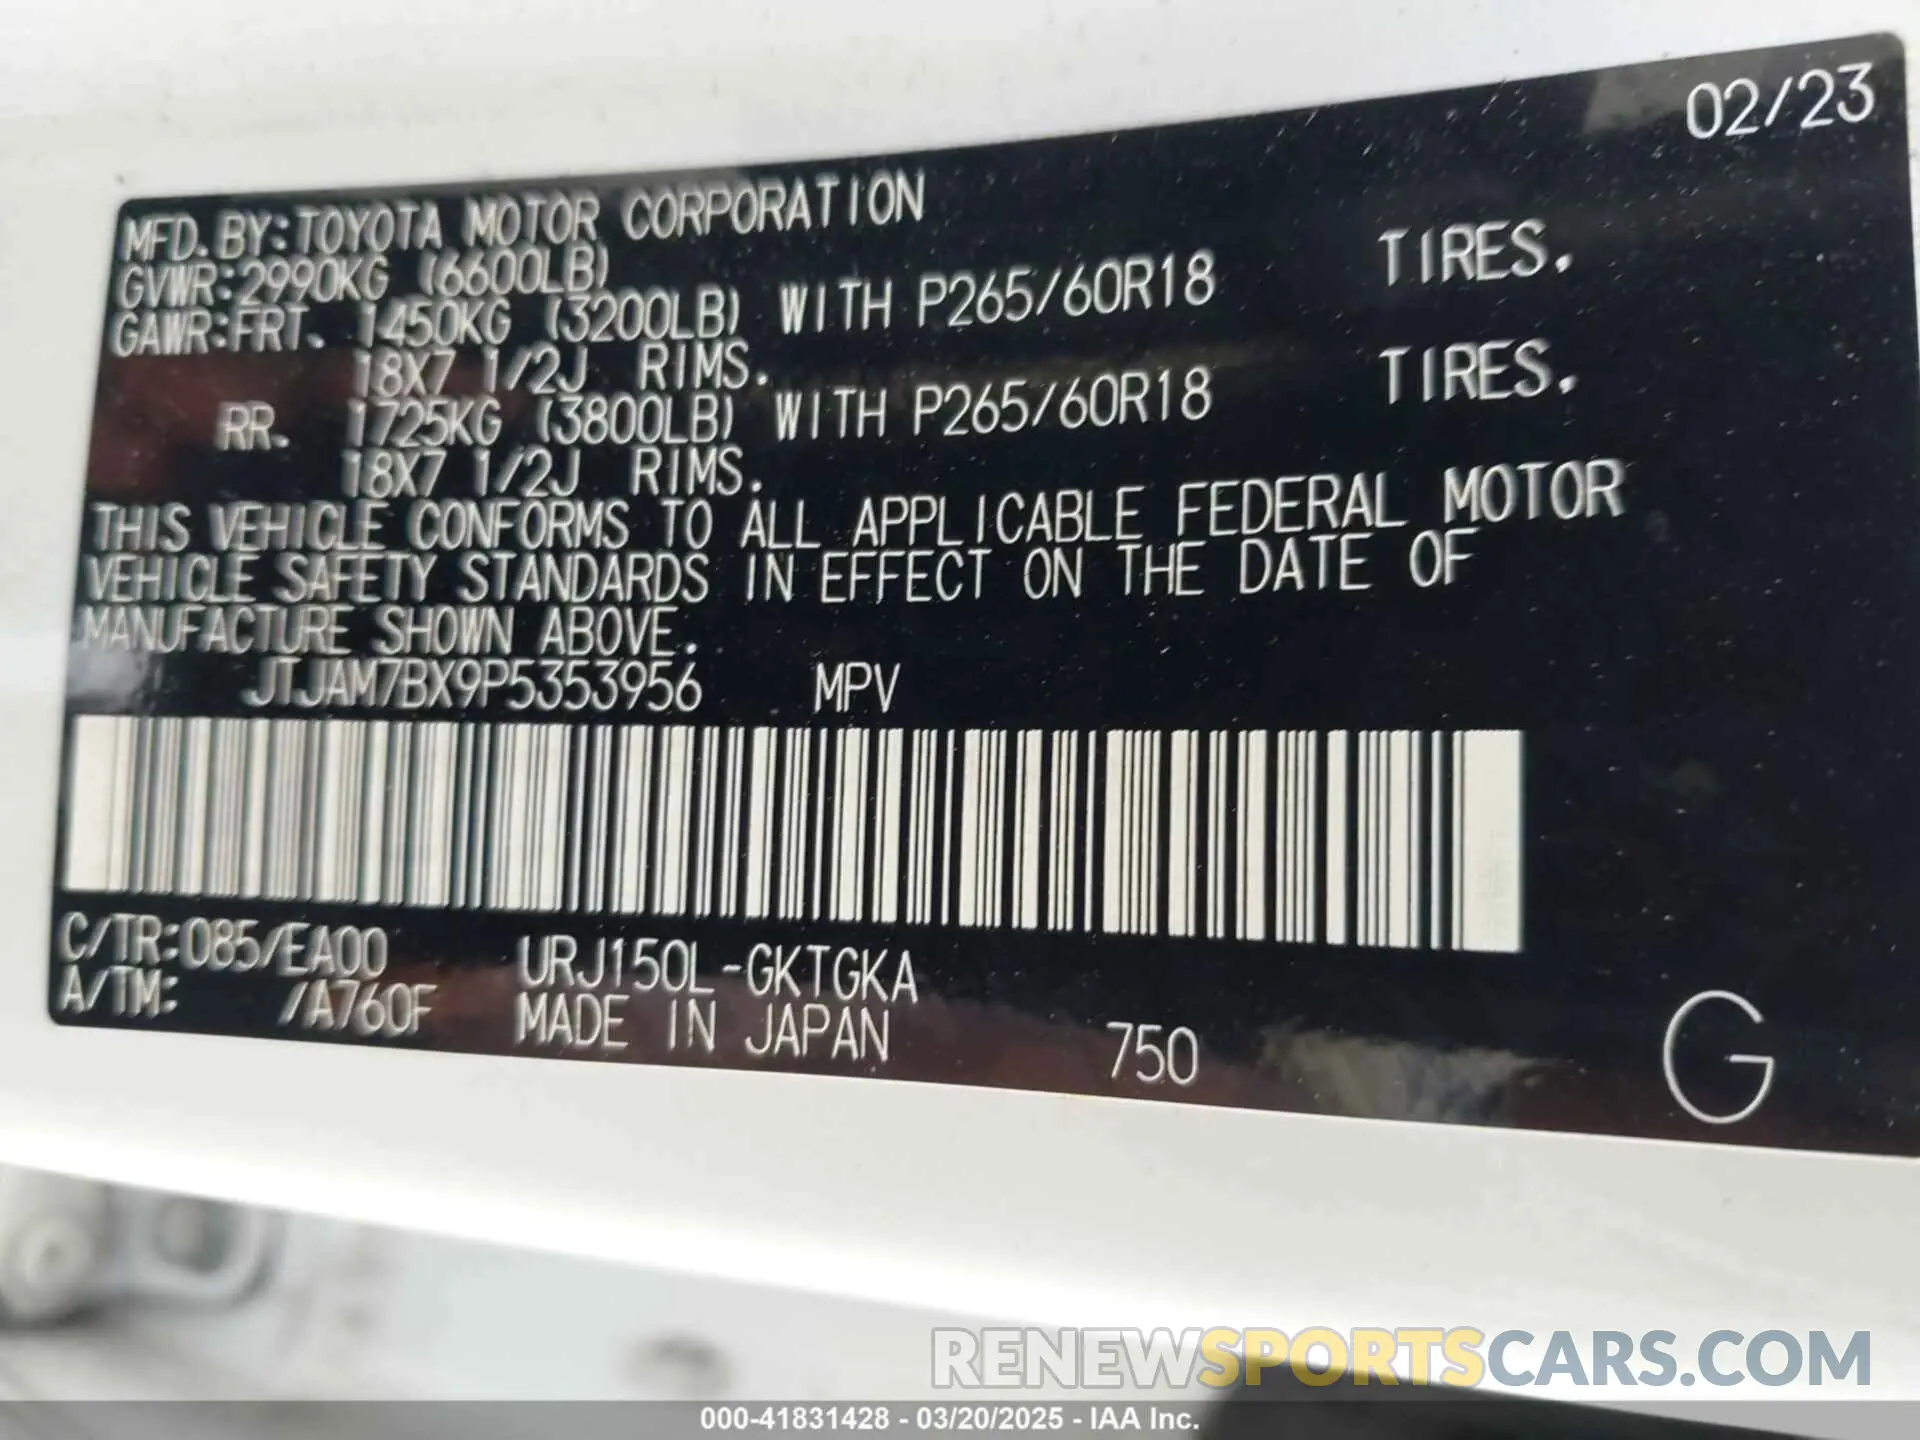 02/23
MFD. BY: TOYOTA MOTOR CORPORATION
GVWR: 2990KG (6600LB)
GAWR: FRT. 1450KG (3200LB) WITH P265/60R18 TIRES.
18X7 1/2J RIMS.
RR. 1725KG (3800LB) WITH P265/60R18 TIRES.
18X7 1/2J RIMS.
THIS VEHICLE CONFORMS TO ALL APPLICABLE FEDERAL MOTOR
VEHICLE SAFETY STANDARDS IN EFFECT ON THE DATE OF
MANUFACTURE SHOWN ABOVE.
JTJAM7BX9P5353956 MPV
C/TR: 085/EA00 URJ150L-GKTGKA
A/TM: /A760F MADE IN JAPAN 750 G
RENEWSPORTSCARS.COM
000-41831428 - 03/20/2025 - IAA Inc.